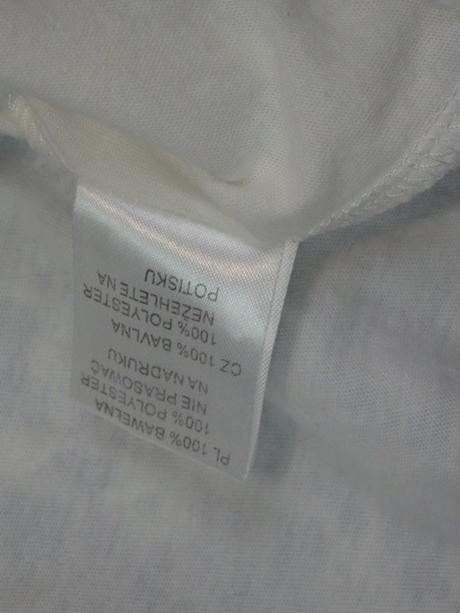 PL 100% BAWEŁNA
100% POLYESTER
NIE PRASOWAĆ
NA NADRUKU
CZ 100% BAVLNA
100% POLYESTER
NEŽEHLETE NA
POTISKU